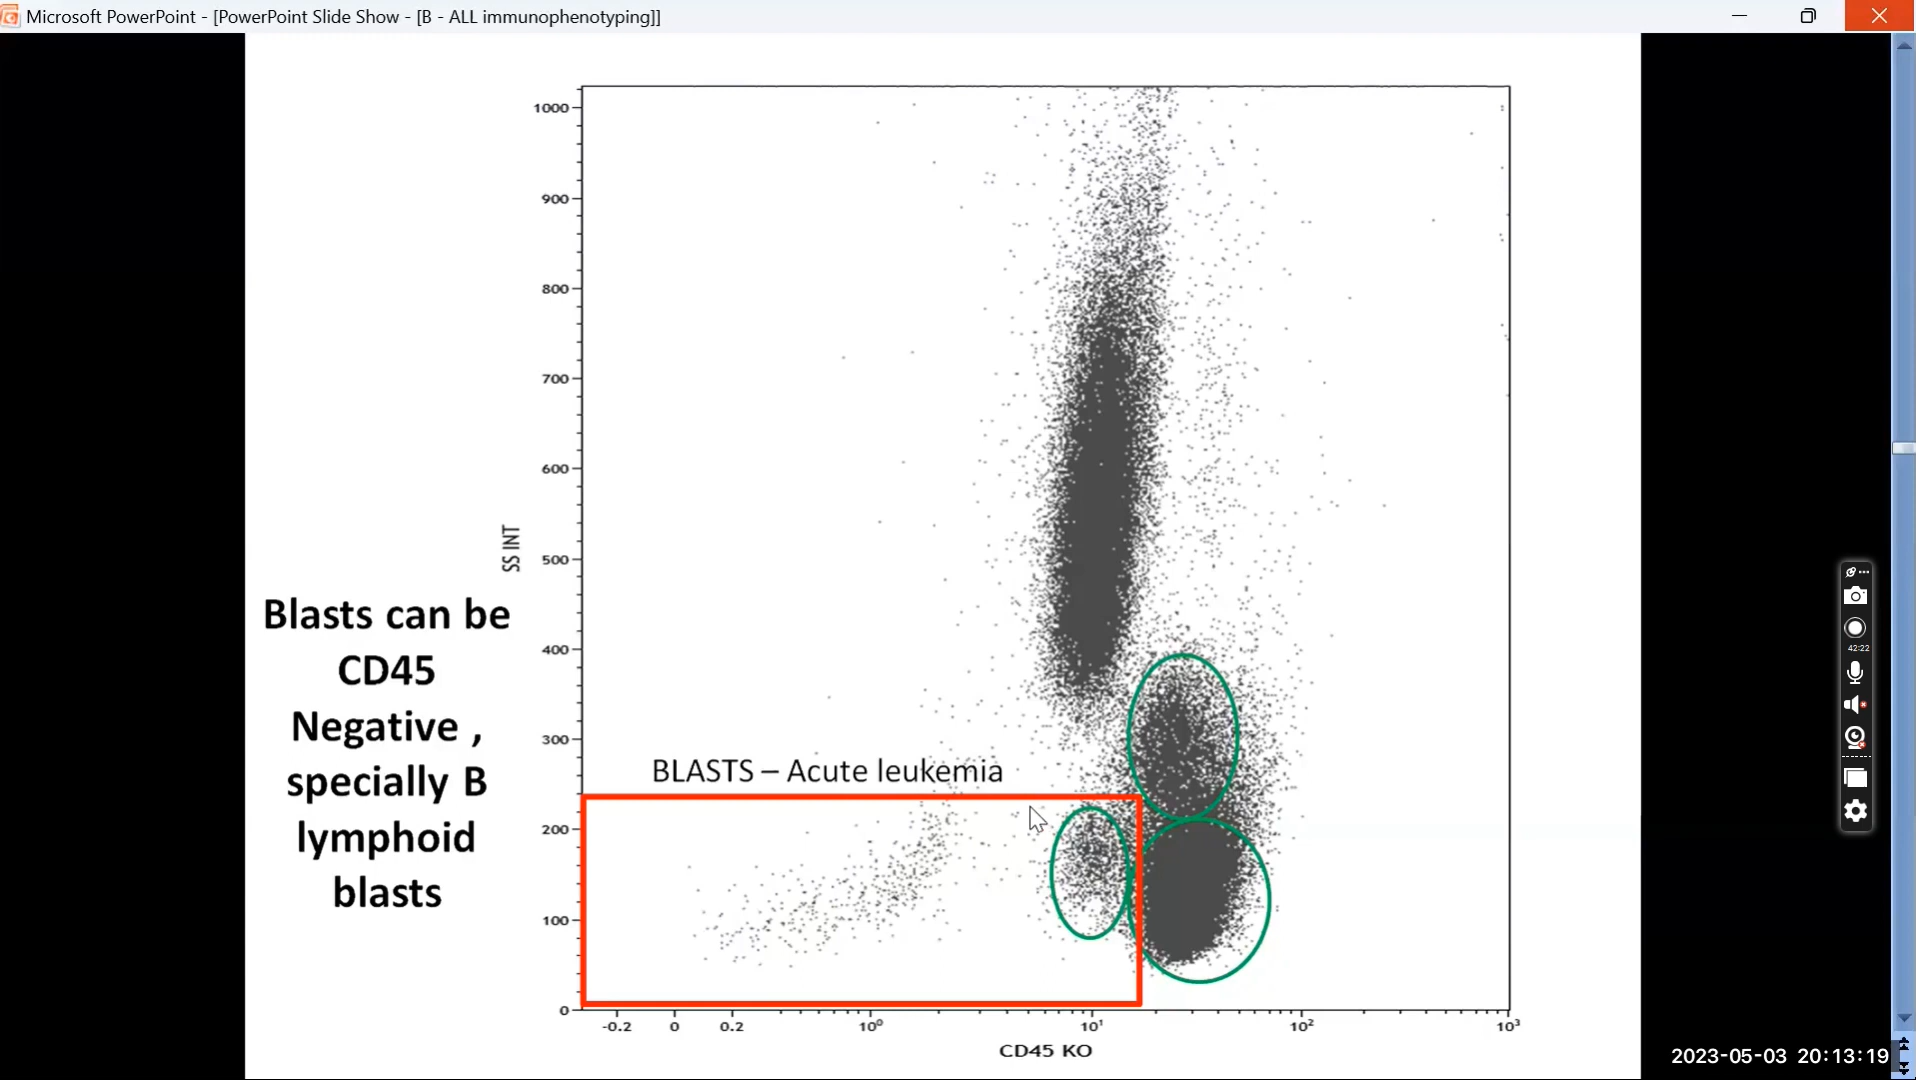 Microsoft PowerPoint - [PowerPoint Slide Show - [B - ALL immunophenotyping]]
1000
900
800
700
600
500
400
300
200
100
0
SS INT
Blasts can be
CD45
Negative ,
specially B
lymphoid
blasts
BLASTS – Acute leukemia
-0.2 0 0.2 10⁰ 10¹ 10² 10³
CD45 KO
42:22
2023-05-03 20:13:19